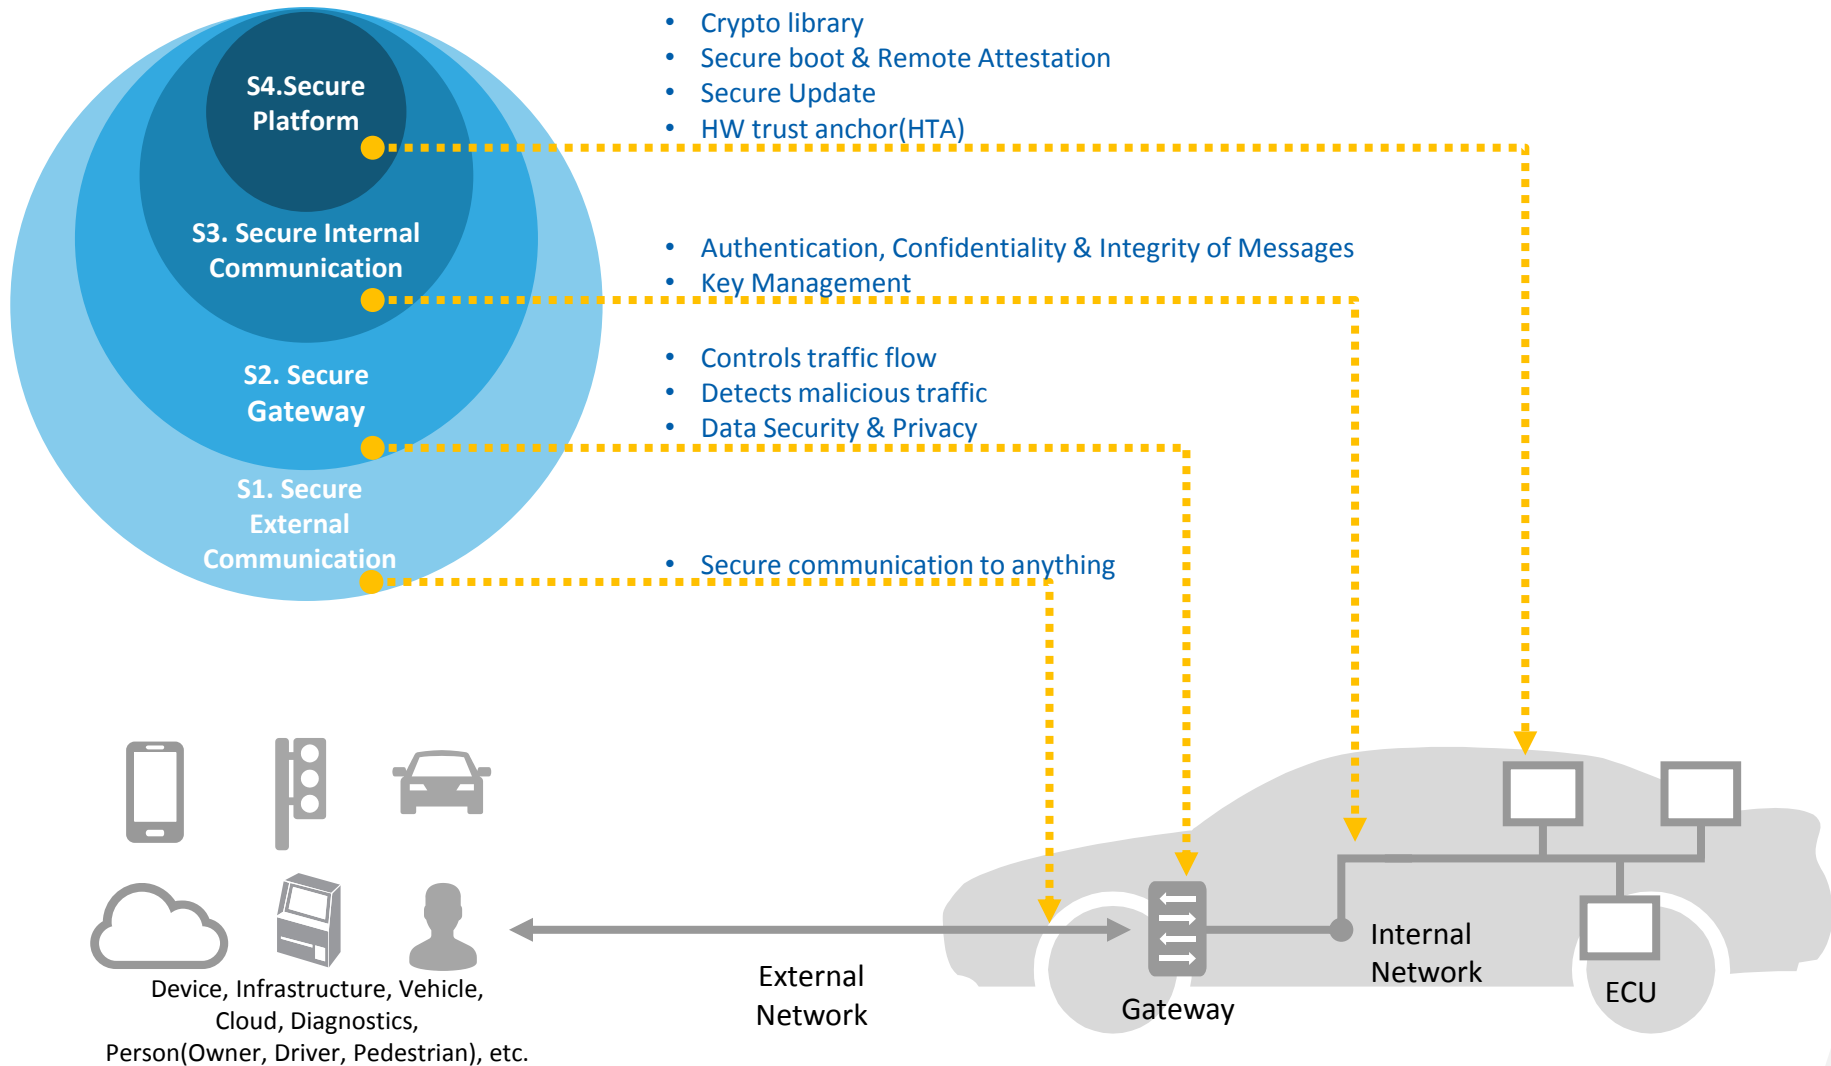 S4.Secure
Platform
• Crypto library
• Secure boot & Remote Attestation
• Secure Update
• HW trust anchor(HTA)
S3. Secure Internal
Communication
• Authentication, Confidentiality & Integrity of Messages
• Key Management
S2. Secure
Gateway
• Controls traffic flow
• Detects malicious traffic
• Data Security & Privacy
S1. Secure
External
Communication
• Secure communication to anything
Device, Infrastructure, Vehicle,
Cloud, Diagnostics,
Person(Owner, Driver, Pedestrian), etc.
External
Network
Gateway
Internal
Network
ECU